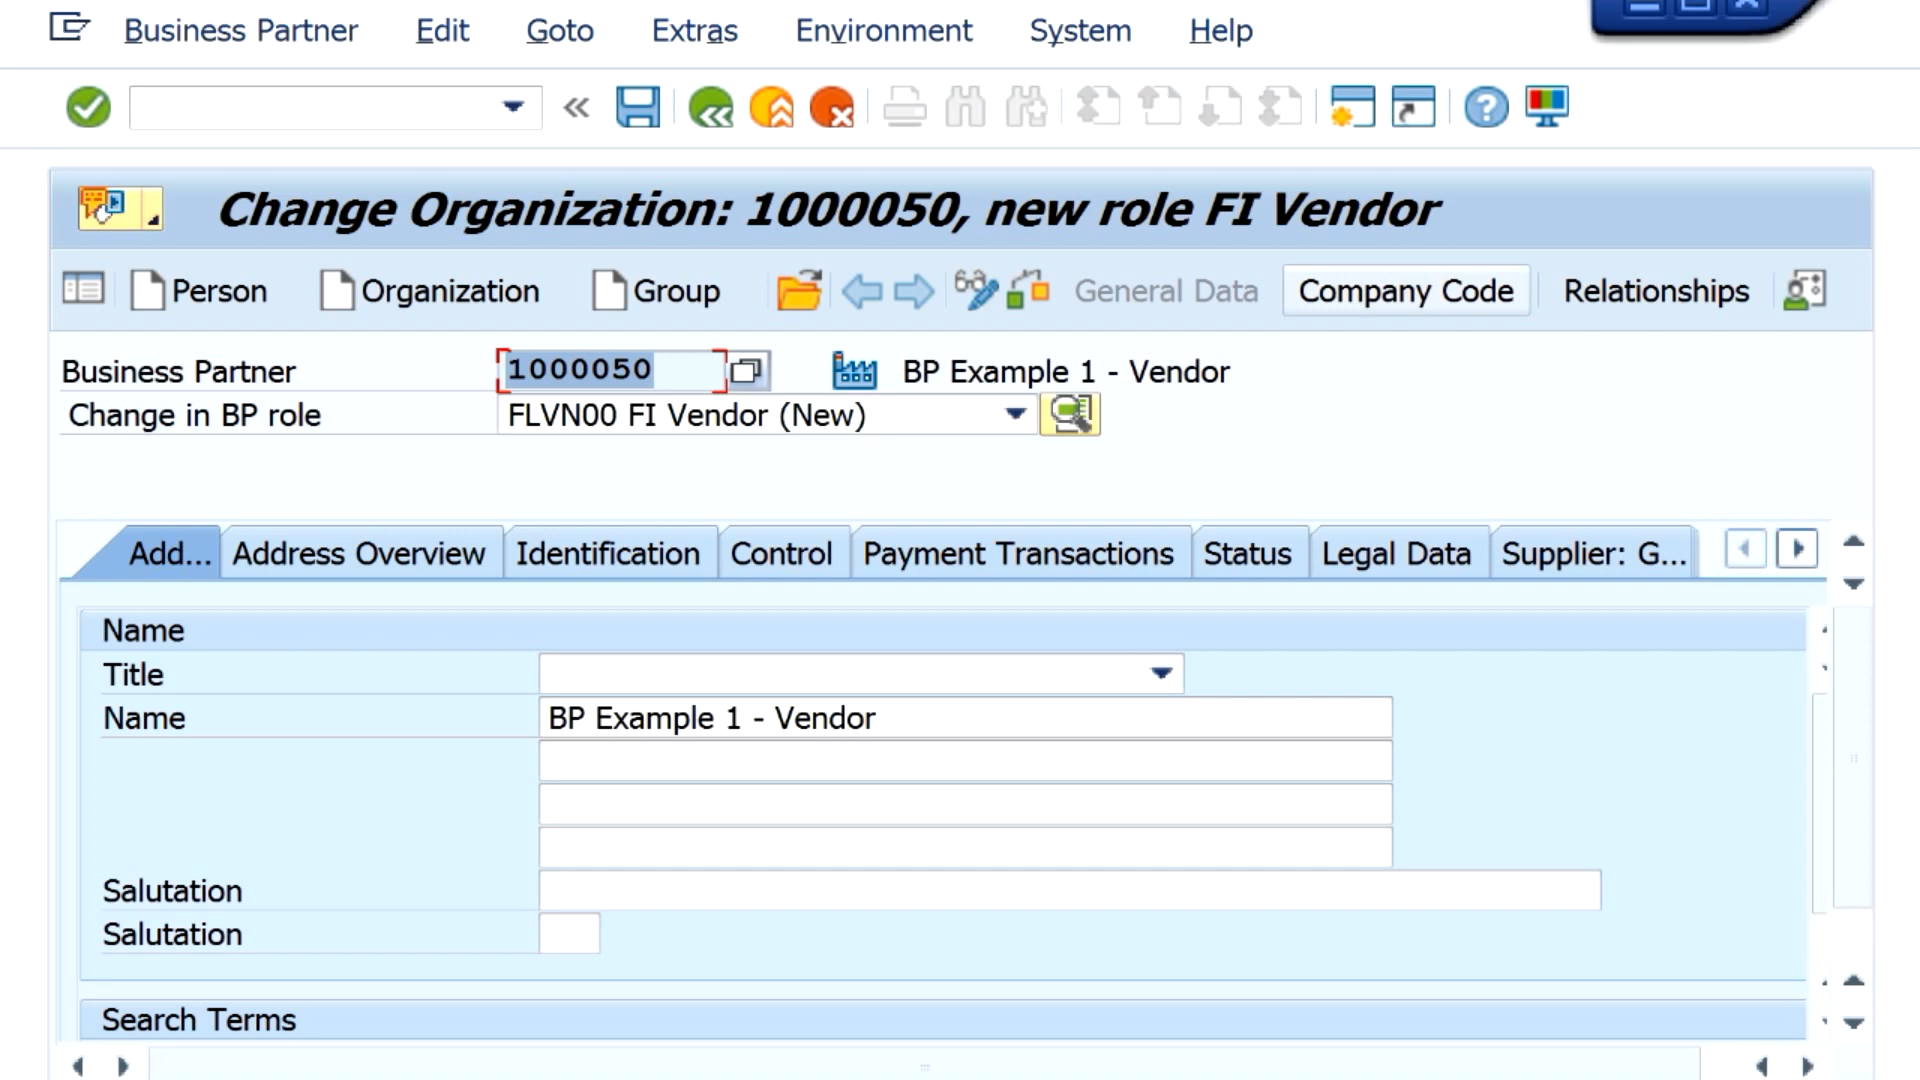 Business Partner Edit Goto Extras Environment System Help
Change Organization: 1000050, new role FI Vendor
Person Organization Group General Data Company Code Relationships
Business Partner 1000050 BP Example 1 - Vendor
Change in BP role FLVN00 FI Vendor (New)
Add... Address Overview Identification Control Payment Transactions Status Legal Data Supplier: G...
Name
Title
Name BP Example 1 - Vendor
Salutation
Salutation
Search Terms